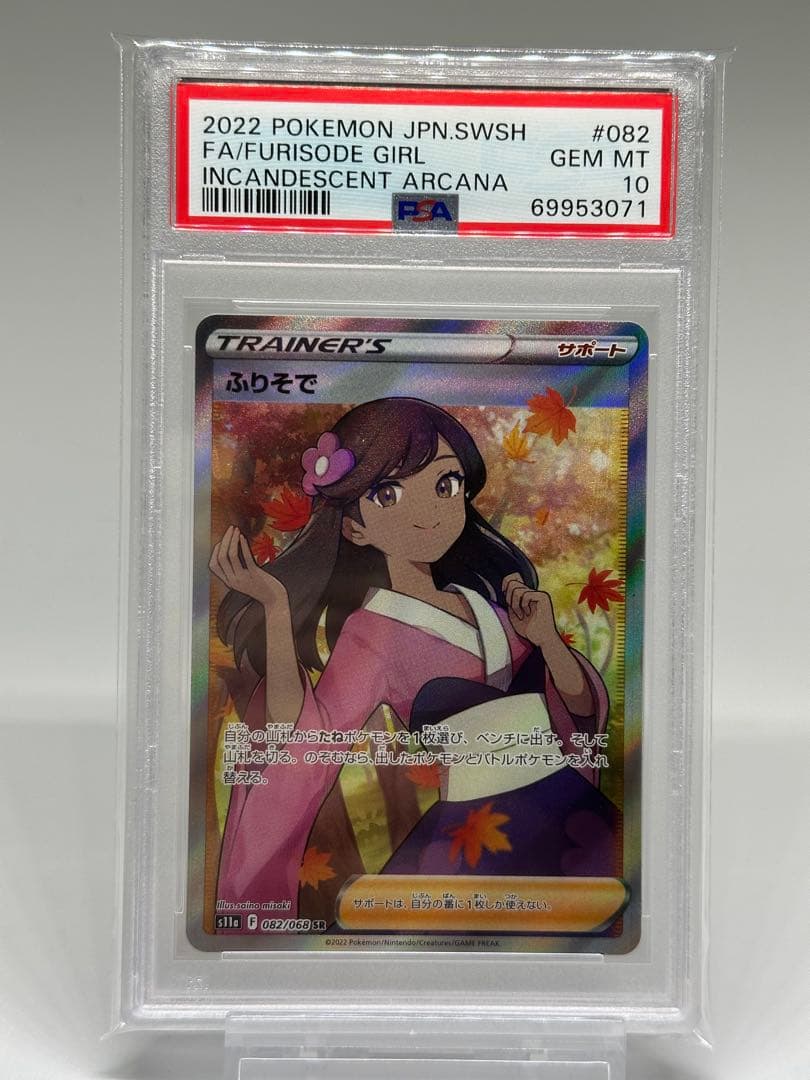 2022 POKEMON JPN.SWSH #082
FA/FURISODE GIRL GEM MT
INCANDESCENT ARCANA 10
PSA 69953071
TRAINER'S サポート
ふりそで
自分の山札からたねポケモンを1枚選び、ベンチに出す。そして
山札を切る。のぞむなら、出したポケモンとバトルポケモンを入れ
替える。
Illus.saino misaki
サポートは、自分の番に1枚しか使えない。
s11a F 082/068 SR
©2022 Pokémon/Nintendo/Creatures/GAME FREAK.